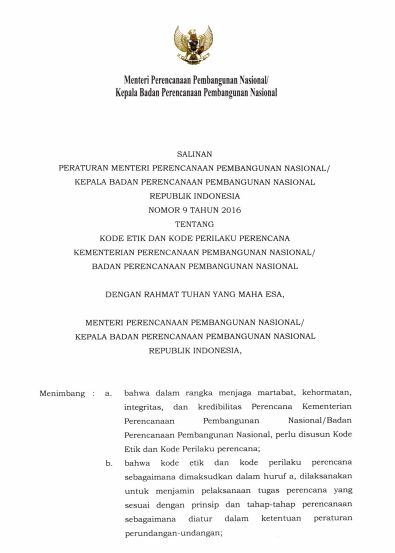 Menteri Perencanaan Pembangunan Nasional/
Kepala Badan Perencanaan Pembangunan Nasional
SALINAN
PERATURAN MENTERI PERENCANAAN PEMBANGUNAN NASIONAL/
KEPALA BADAN PERENCANAAN PEMBANGUNAN NASIONAL
REPUBLIK INDONESIA
NOMOR 9 TAHUN 2016
TENTANG
KODE ETIK DAN KODE PERILAKU PERENCANA
KEMENTERIAN PERENCANAAN PEMBANGUNAN NASIONAL/
BADAN PERENCANAAN PEMBANGUNAN NASIONAL
DENGAN RAHMAT TUHAN YANG MAHA ESA,
MENTERI PERENCANAAN PEMBANGUNAN NASIONAL/
KEPALA BADAN PERENCANAAN PEMBANGUNAN NASIONAL
REPUBLIK INDONESIA,
Menimbang : a. bahwa dalam rangka menjaga martabat, kehormatan,
integritas, dan kredibilitas Perencana Kementerian
Perencanaan Pembangunan Nasional/Badan
Perencanaan Pembangunan Nasional, perlu disusun Kode
Etik dan Kode Perilaku perencana;
b. bahwa kode etik dan kode perilaku perencana
sebagaimana dimaksudkan dalam huruf a, dilaksanakan
untuk menjamin pelaksanaan tugas perencana yang
sesuai dengan prinsip dan tahap-tahap perencanaan
sebagaimana diatur dalam ketentuan peraturan
perundangan-undangan;